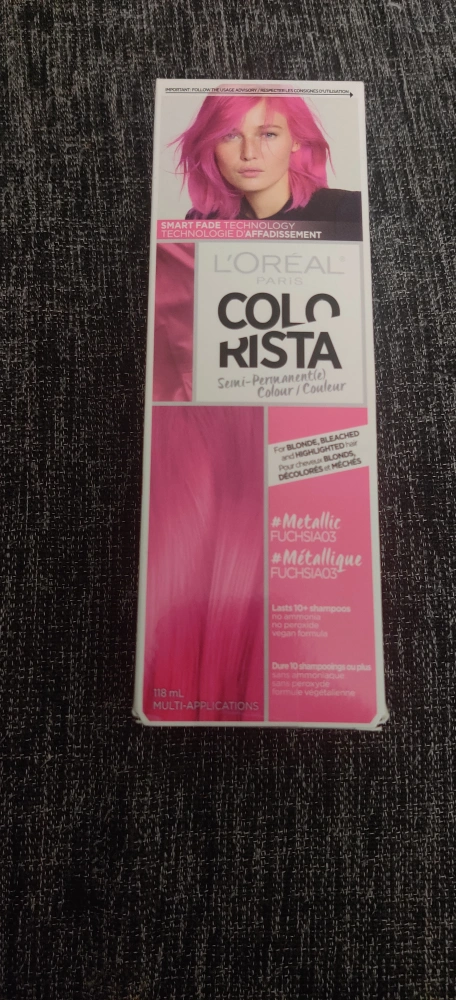 IMPORTANT: FOLLOW THE USAGE ADVISORY / RESPECTER LES CONSIGNES D'UTILISATION
SMART FADE TECHNOLOGY
TECHNOLOGIE D'AFFADISSEMENT
L'ORÉAL
PARIS
COLO
RISTA
Semi-Permanent(e)
Colour / Couleur
For BLONDE, BLEACHED
and HIGHLIGHTED hair
Pour cheveux BLONDS,
DÉCOLORÉS et MÉCHÉS
#Metallic
FUCHSIA03
#Métallique
FUCHSIA03
Lasts 10+ shampoos
no ammonia
no peroxide
vegan formula
Dure 10 shampooings ou plus
sans ammoniaque
sans peroxyde
formule végétalienne
118 mL
MULTI-APPLICATIONS